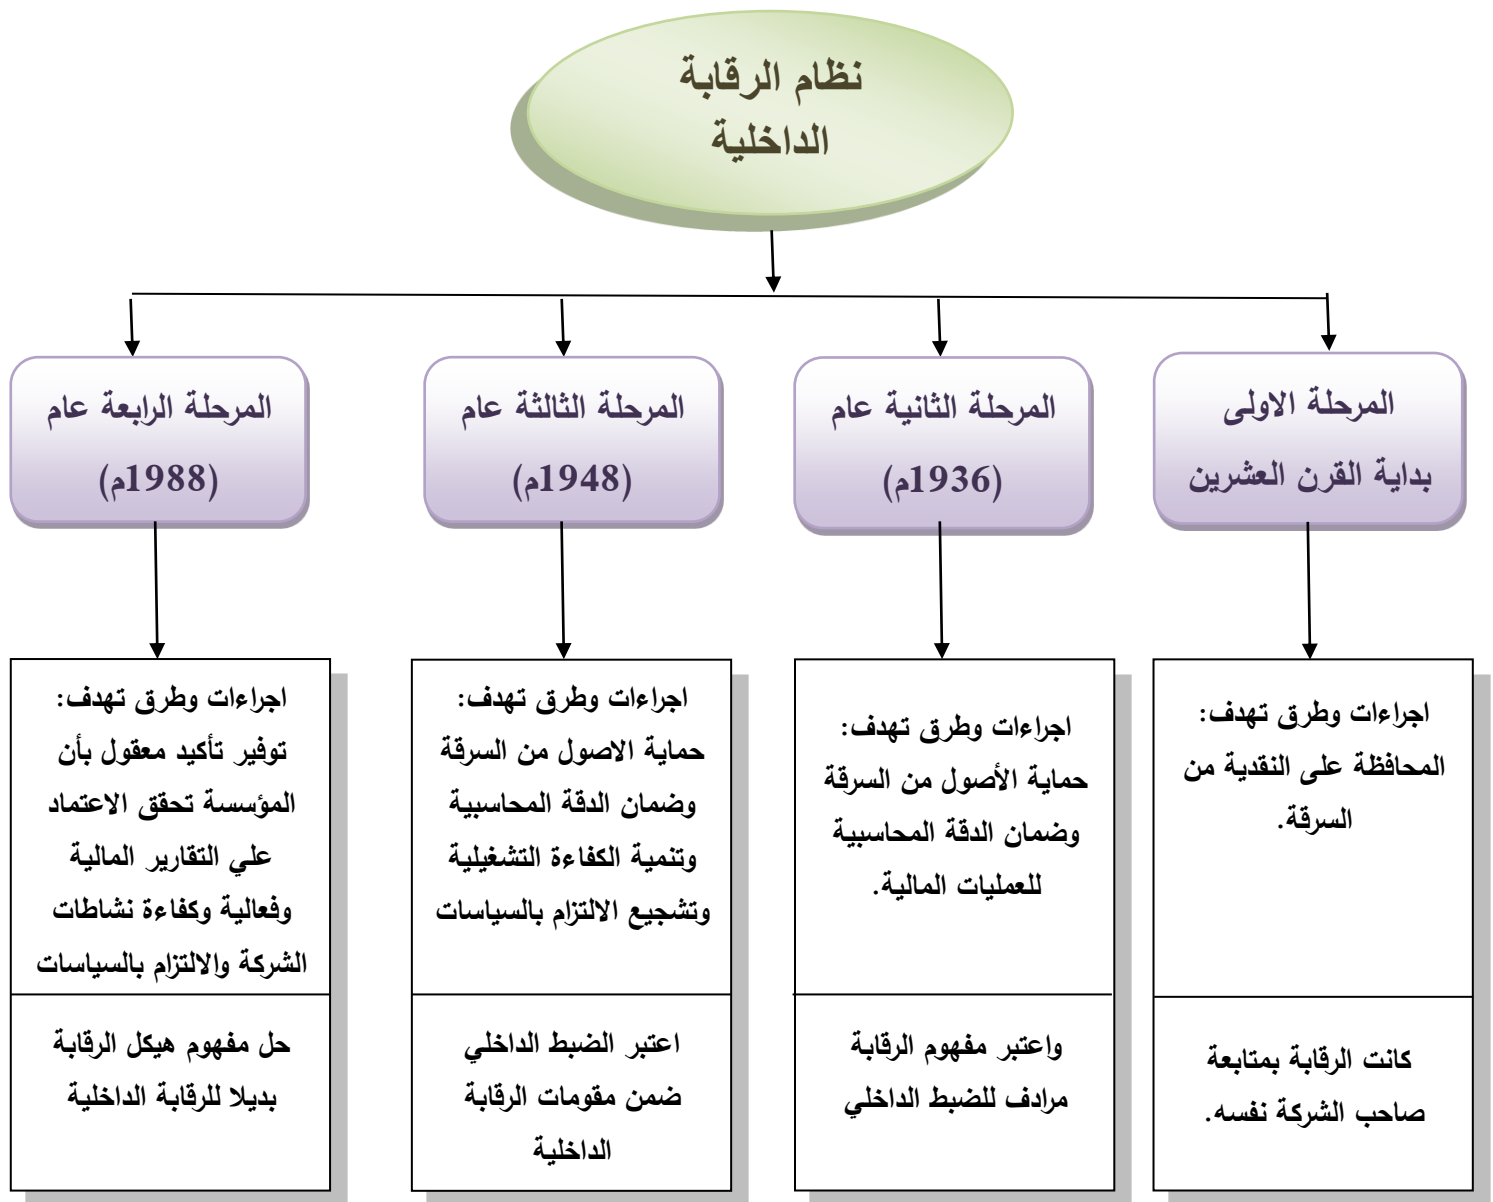 نظام الرقابة
الداخلية
المرحلة الاولى
بداية القرن العشرين
المرحلة الثانية عام
(1936م)
المرحلة الثالثة عام
(1948م)
المرحلة الرابعة عام
(1988م)
اجراءات وطرق تهدف:
المحافظة على النقدية من
السرقة.
كانت الرقابة بمتابعة
صاحب الشركة نفسه.
اجراءات وطرق تهدف:
حماية الأصول من السرقة
وضمان الدقة المحاسبية
للعمليات المالية.
واعتبر مفهوم الرقابة
مرادف للضبط الداخلي
اجراءات وطرق تهدف:
حماية الاصول من السرقة
وضمان الدقة المحاسبية
وتنمية الكفاءة التشغيلية
وتشجيع الالتزام بالسياسات
اعتبر الضبط الداخلي
ضمن مقومات الرقابة
الداخلية
اجراءات وطرق تهدف:
توفير تأكيد معقول بأن
المؤسسة تحقق الاعتماد
علي التقارير المالية
وفعالية وكفاءة نشاطات
الشركة والالتزام بالسياسات
حل مفهوم هيكل الرقابة
بديلا للرقابة الداخلية